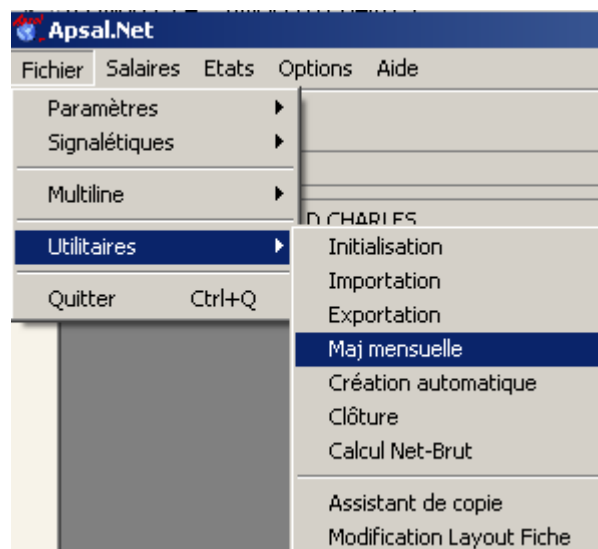 Apsal.Net
Fichier Salaires Etats Options Aide
Paramètres
Signalétiques
Multiline
D CHARLES
Utilitaires
Quitter Ctrl+Q
Initialisation
Importation
Exportation
Maj mensuelle
Création automatique
Clôture
Calcul Net-Brut
Assistant de copie
Modification Layout Fiche